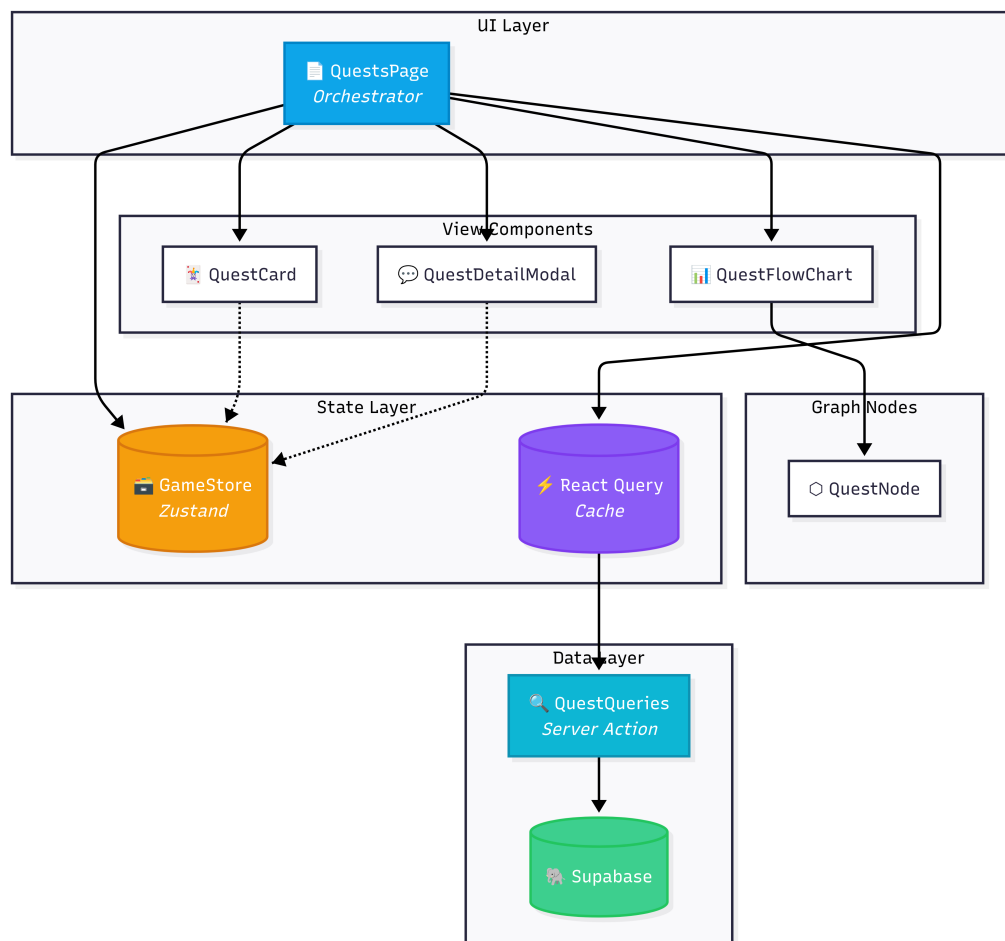 UI Layer
📄 QuestsPage
Orchestrator
View Components
🃏 QuestCard
💬 QuestDetailModal
📊 QuestFlowChart
State Layer
Graph Nodes
🗃️ GameStore
Zustand
⚡ React Query
Cache
⬡ QuestNode
Data Layer
🔍 QuestQueries
Server Action
🐘 Supabase